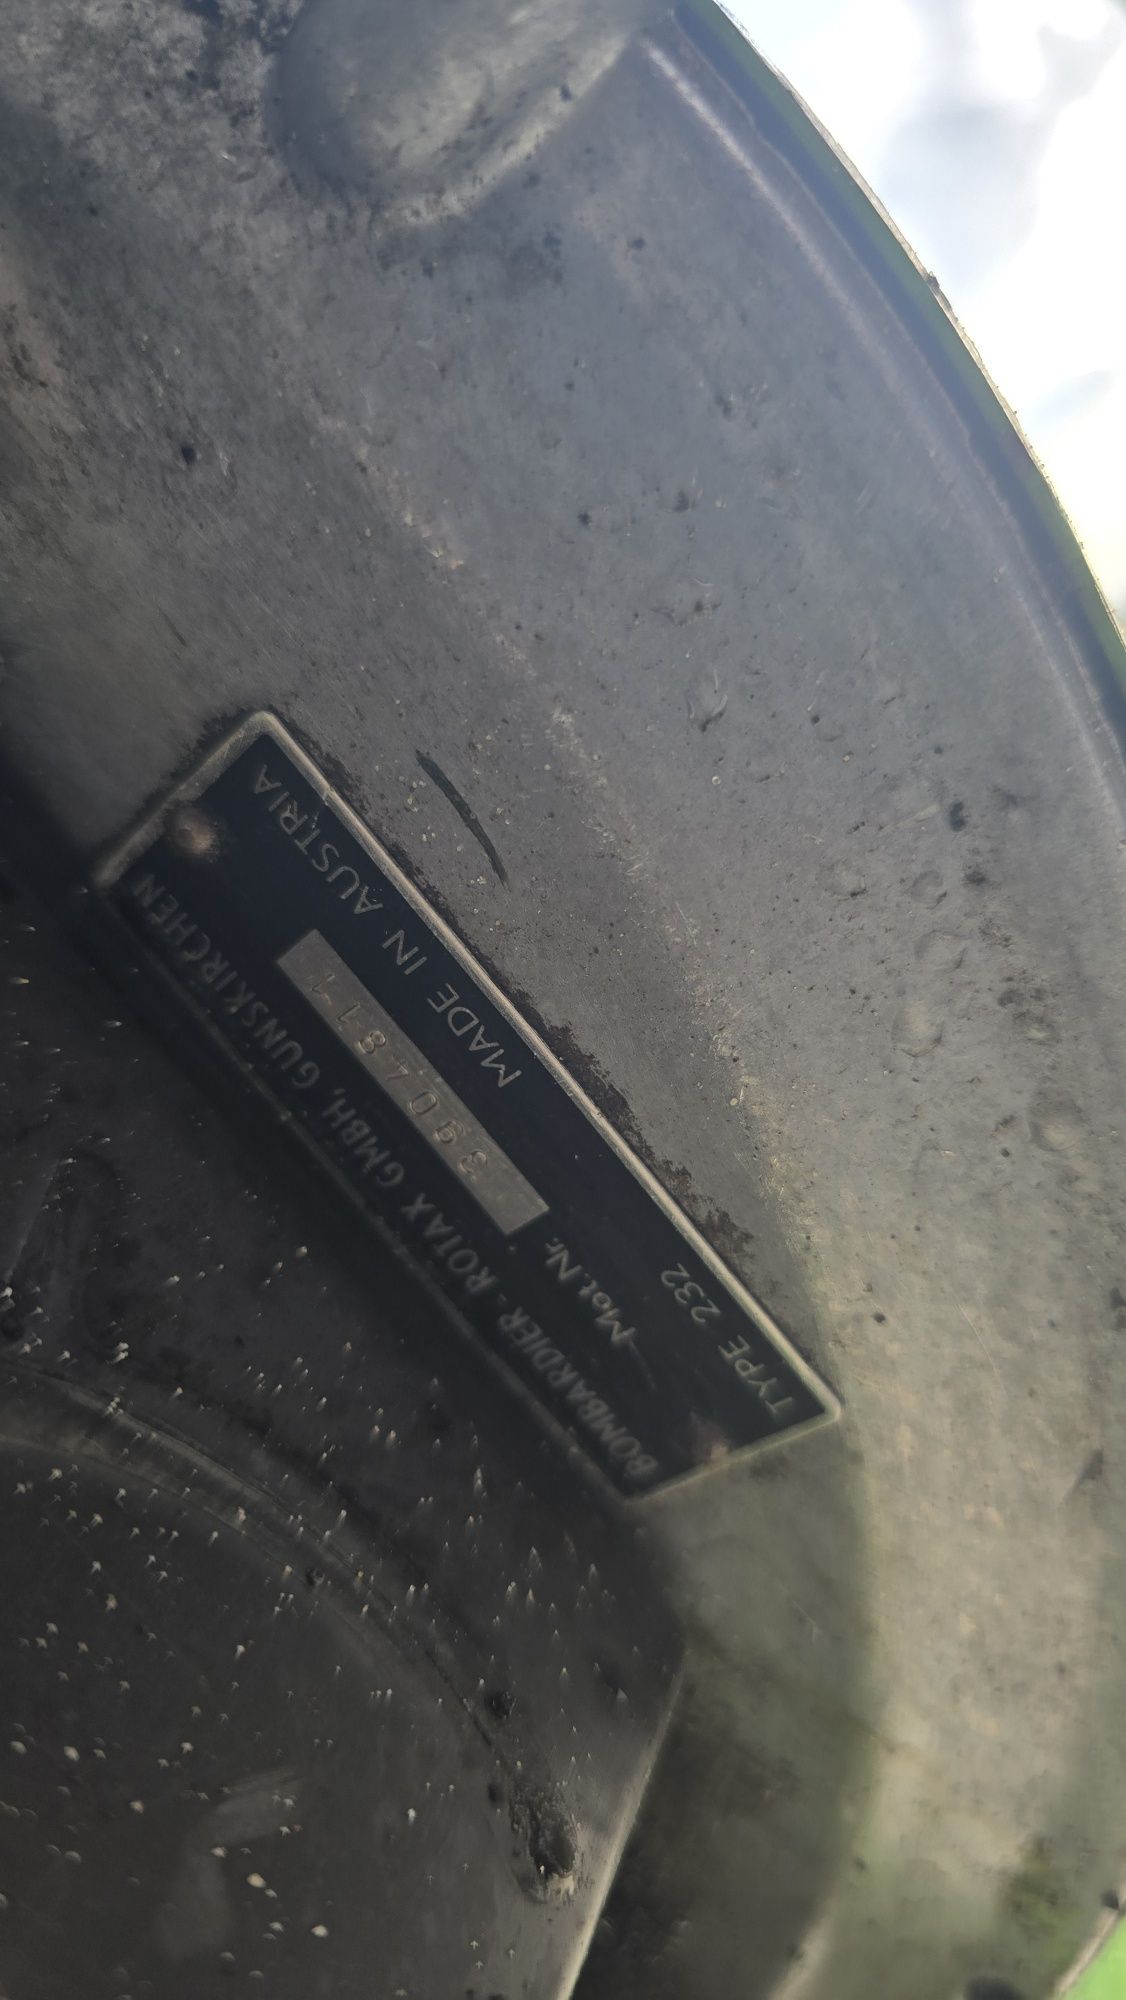 BOMBARDIER - ROTAX GMBH, GUNSKIRCHEN
Mot.Nr. 3904811
TYPE 232 MADE IN AUSTRIA